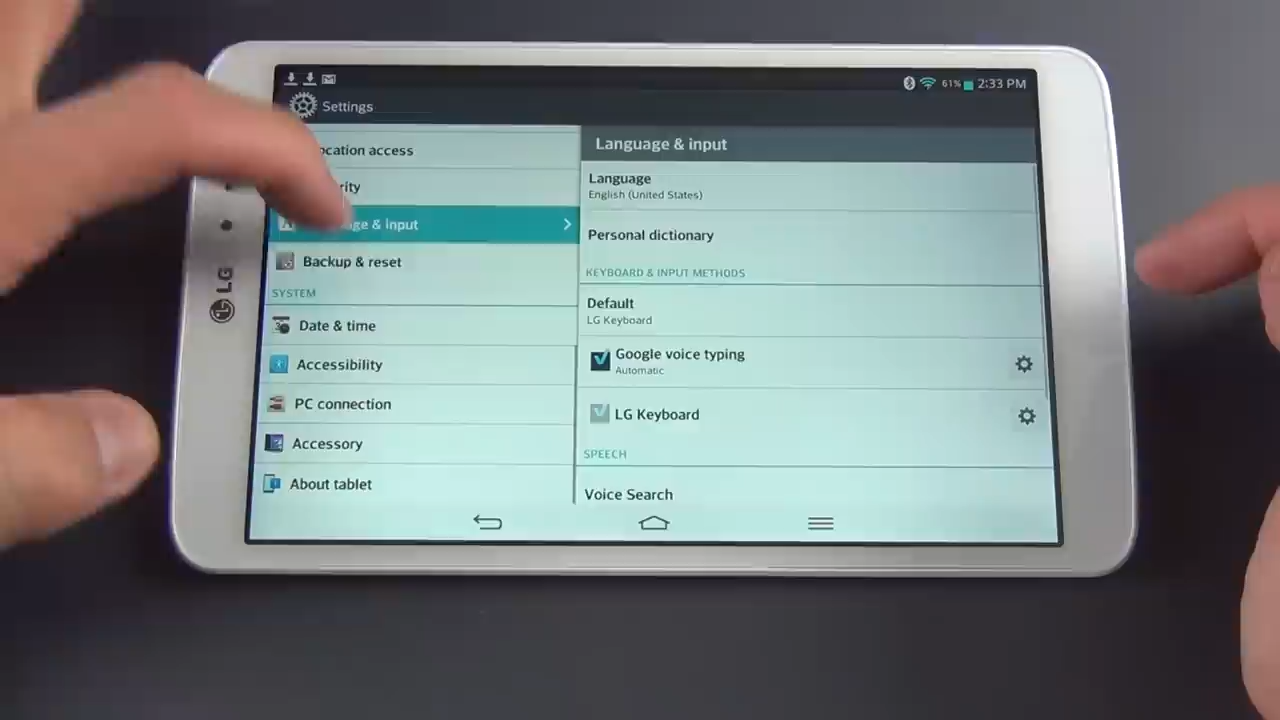 61% 2:33 PM
Settings
ocation access
rity
ge & input
Backup & reset
SYSTEM
Date & time
Accessibility
PC connection
Accessory
About tablet
Language & input
Language
English (United States)
Personal dictionary
KEYBOARD & INPUT METHODS
Default
LG Keyboard
Google voice typing
Automatic
LG Keyboard
SPEECH
Voice Search
LG